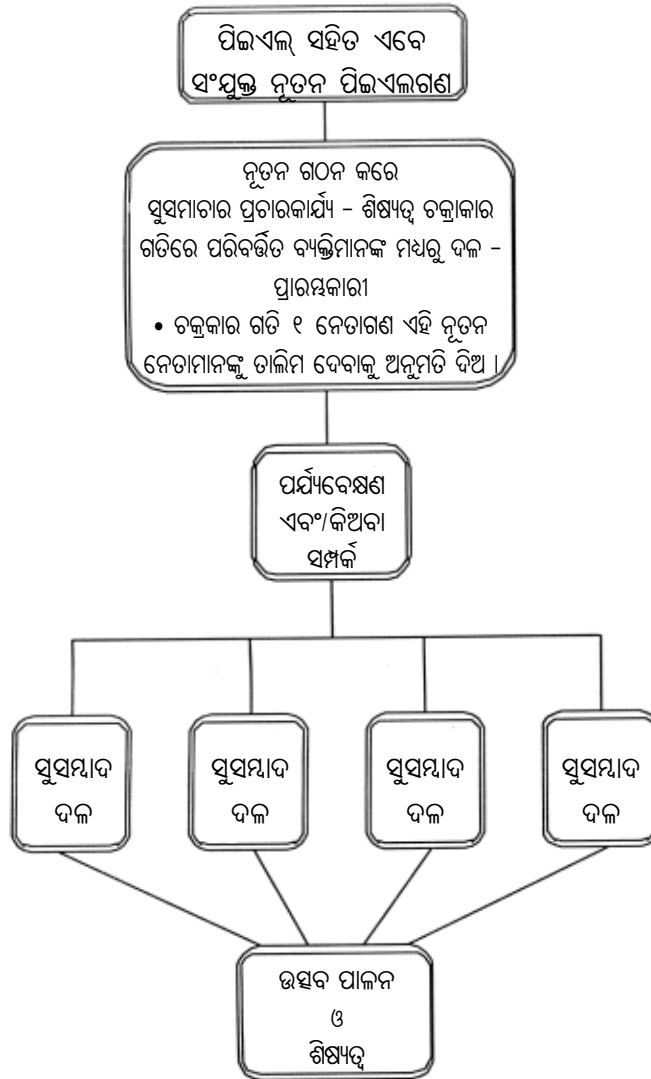 ପିଇଏଲ୍ ସହିତ ଏବେ
ସଂଯୁକ୍ତ ନୂତନ ପିଇଏଲଗଣ
ନୂତନ ଗଠନ କରେ
ସୁସମାଚାର ପ୍ରଚାରକାର୍ଯ୍ୟ – ଶିଷ୍ୟତ୍ୱ ଚକ୍ରାକାର
ଗତିରେ ପରିବର୍ତ୍ତିତ ବ୍ୟକ୍ତିମାନଙ୍କ ମଧ୍ୟରୁ ଦଳ –
ପ୍ରାରମ୍ଭକାରୀ
• ଚକ୍ରକାର ଗତି ୧ ନେତାଗଣ ଏହି ନୂତନ
ନେତାମାନଙ୍କୁ ତାଲିମ ଦେବାକୁ ଅନୁମତି ଦିଅ ।
ପର୍ଯ୍ୟବେକ୍ଷଣ
ଏବଂ/କିଅବା
ସମ୍ପର୍କ
ସୁସମ୍ବାଦ ସୁସମ୍ବାଦ ସୁସମ୍ବାଦ ସୁସମ୍ବାଦ
ଦଳ ଦଳ ଦଳ ଦଳ
ଉତ୍ସବ ପାଳନ
ଓ
ଶିଷ୍ୟତ୍ୱ